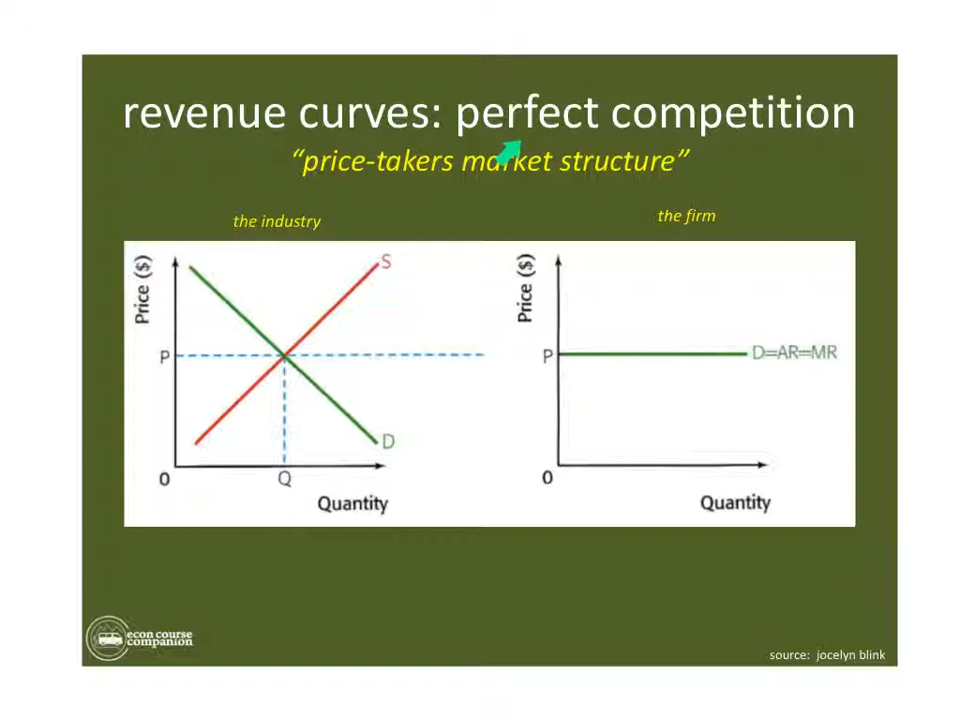 revenue curves: perfect competition
“price-takers market structure”
the industry
the firm
Price ($)
S
P
D
0
Q
Quantity
Price ($)
P
D=AR=MR
0
Quantity
econ course
companion
source: jocelyn blink